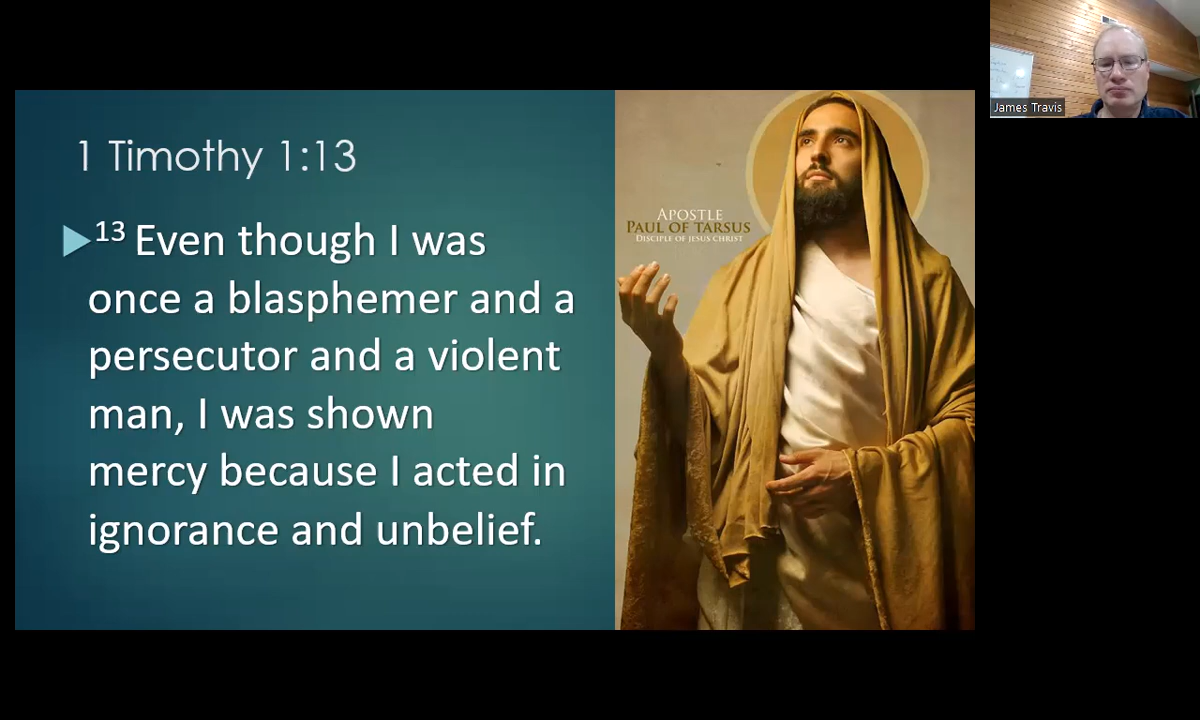 1 Timothy 1:13
13 Even though I was
once a blasphemer and a
persecutor and a violent
man, I was shown
mercy because I acted in
ignorance and unbelief.
APOSTLE
PAUL OF TARSUS
DISCIPLE OF JESUS CHRIST
James Travis